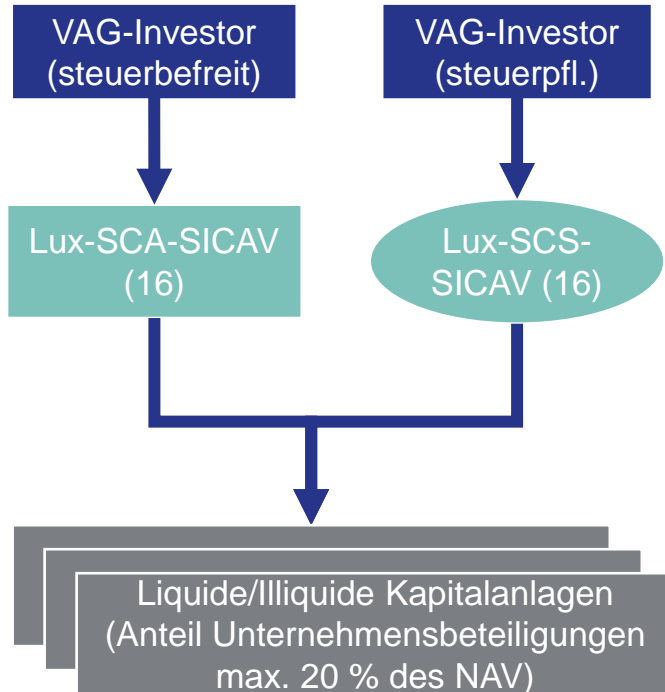 VAG-Investor
(steuerbefreit)
VAG-Investor
(steuerpfl.)
Lux-SCA-SICAV
(16)
Lux-SCS-
SICAV (16)
Liquide/Illiquide Kapitalanlagen
(Anteil Unternehmensbeteiligungen
max. 20 % des NAV)